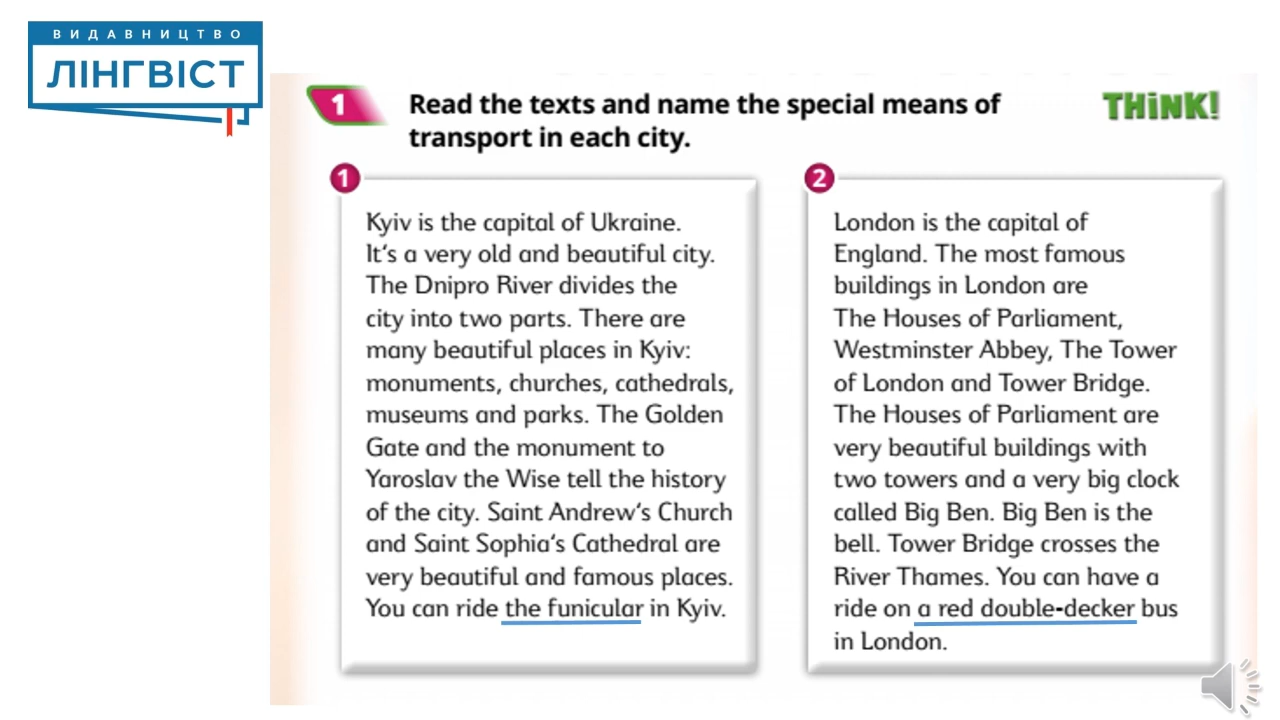 ВИДАВНИЦТВО
ЛІНГВІСТ
1
Read the texts and name the special means of
transport in each city.
THiNK!
1
Kyiv is the capital of Ukraine.
It's a very old and beautiful city.
The Dnipro River divides the
city into two parts. There are
many beautiful places in Kyiv:
monuments, churches, cathedrals,
museums and parks. The Golden
Gate and the monument to
Yaroslav the Wise tell the history
of the city. Saint Andrew's Church
and Saint Sophia's Cathedral are
very beautiful and famous places.
You can ride the funicular in Kyiv.
2
London is the capital of
England. The most famous
buildings in London are
The Houses of Parliament,
Westminster Abbey, The Tower
of London and Tower Bridge.
The Houses of Parliament are
very beautiful buildings with
two towers and a very big clock
called Big Ben. Big Ben is the
bell. Tower Bridge crosses the
River Thames. You can have a
ride on a red double-decker bus
in London.